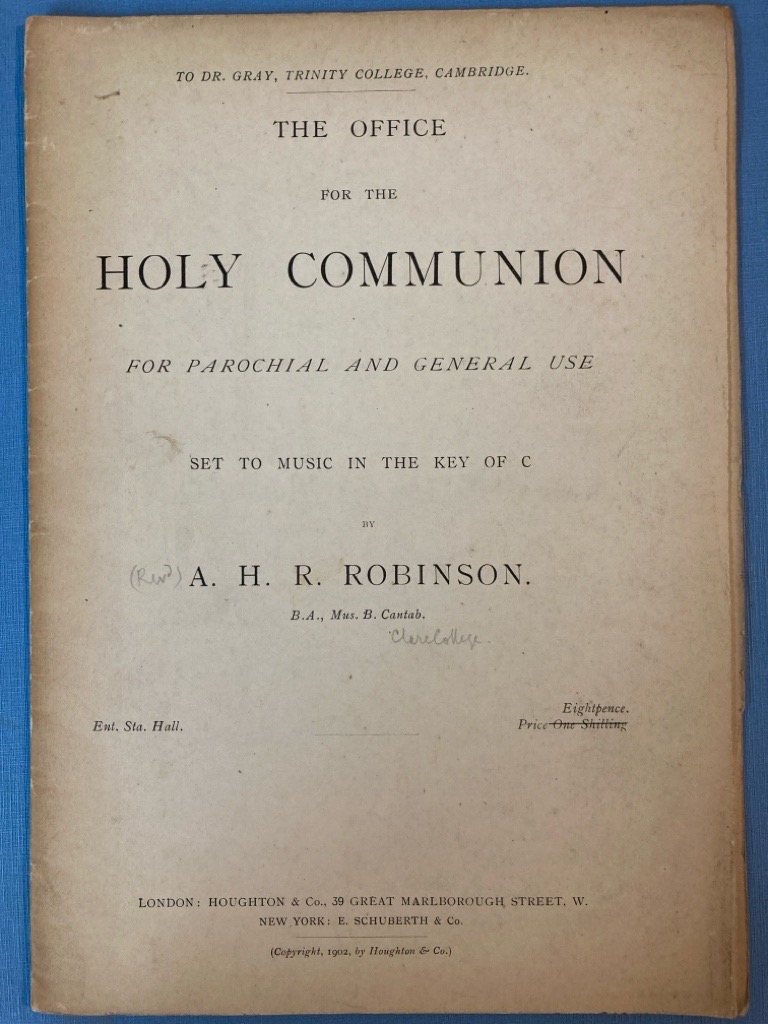 TO DR. GRAY, TRINITY COLLEGE, CAMBRIDGE.
THE OFFICE
FOR THE
HOLY COMMUNION
FOR PAROCHIAL AND GENERAL USE
SET TO MUSIC IN THE KEY OF C
BY
(Revd) A. H. R. ROBINSON.
B.A., Mus. B. Cantab.
Clare College.
Eightpence.
Ent. Sta. Hall. Price One Shilling
LONDON: HOUGHTON & Co., 39 GREAT MARLBOROUGH STREET, W.
NEW YORK: E. SCHUBERTH & Co.
(Copyright, 1902, by Houghton & Co.)